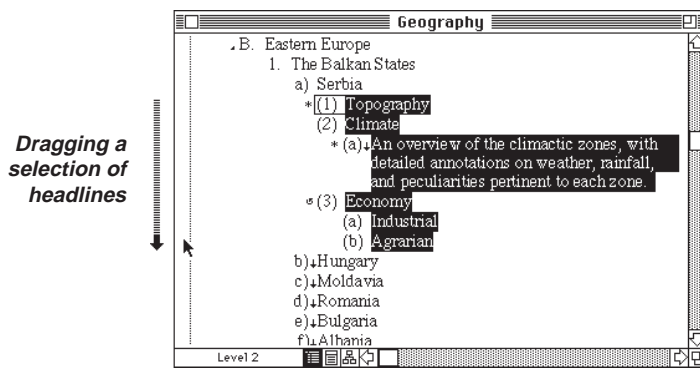 Geography
B. Eastern Europe
1. The Balkan States
a) Serbia
*(1) Topography
(2) Climate
* (a) An overview of the climactic zones, with
detailed annotations on weather, rainfall,
and peculiarities pertinent to each zone.
(3) Economy
(a) Industrial
(b) Agrarian
b) Hungary
c) Moldavia
d) Romania
e) Bulgaria
f) Albania
Level 2
Dragging a
selection of
headlines